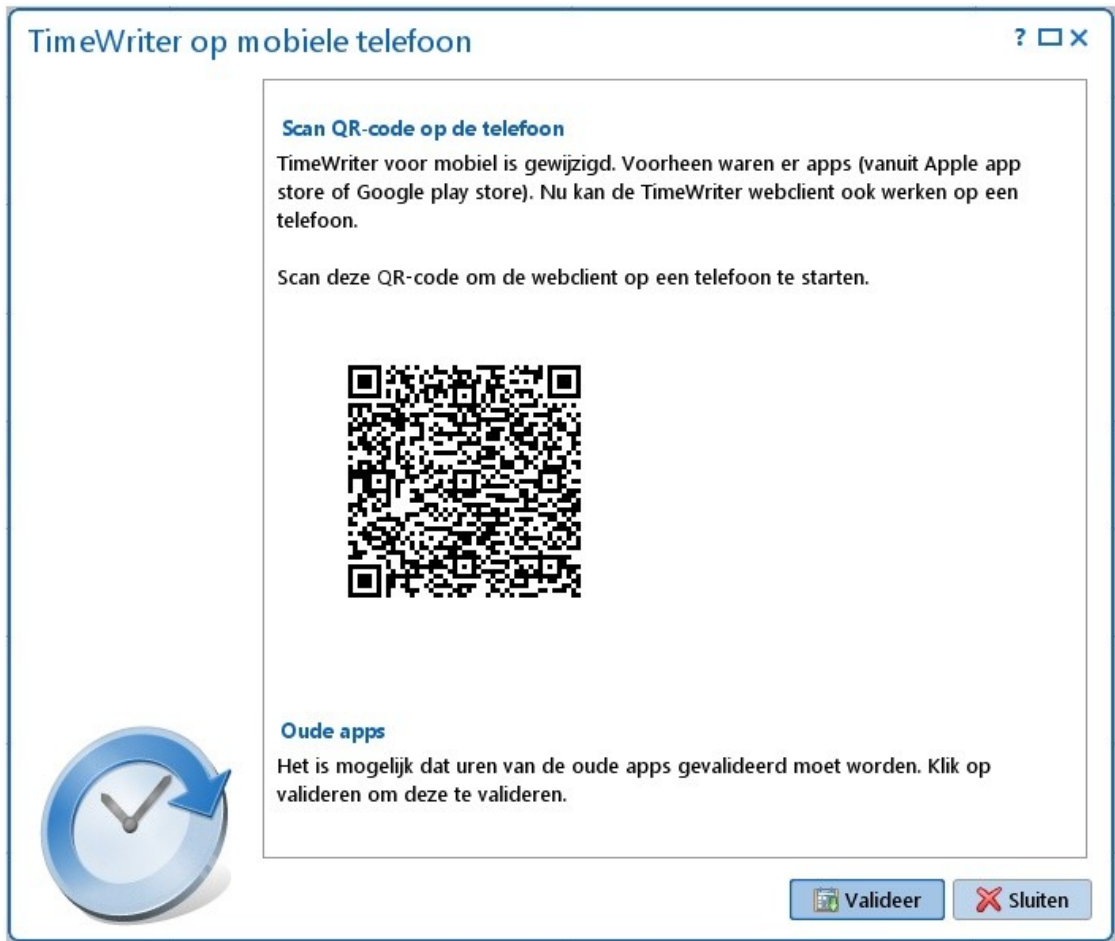 TimeWriter op mobiele telefoon
?
Scan QR-code op de telefoon
TimeWriter voor mobiel is gewijzigd. Voorheen waren er apps (vanuit Apple app
store of Google play store). Nu kan de TimeWriter webclient ook werken op een
telefoon.
Scan deze QR-code om de webclient op een telefoon te starten.
Oude apps
Het is mogelijk dat uren van de oude apps gevalideerd moet worden. Klik op
valideren om deze te valideren.
Valideer
Sluiten